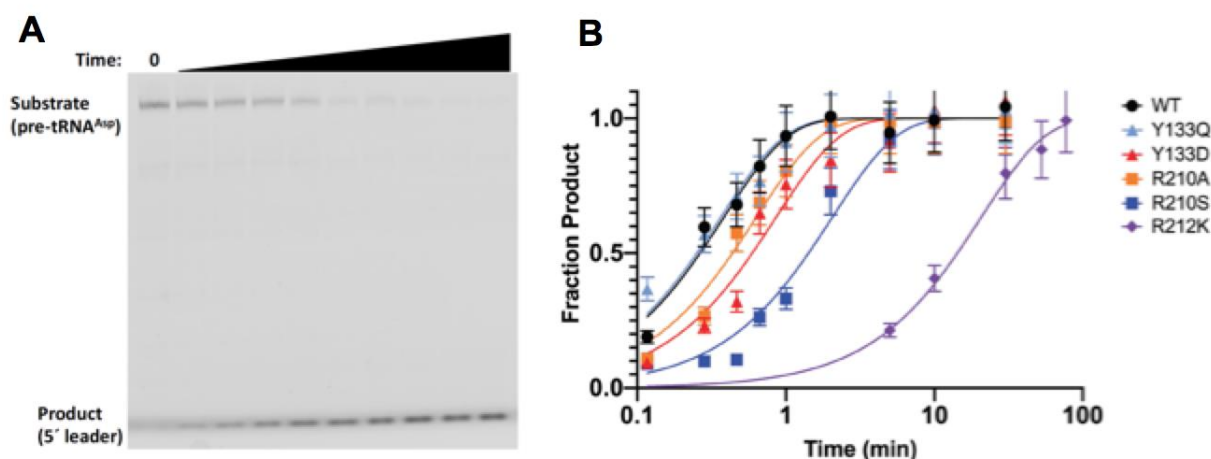 A
Time: 0
Substrate
(pre-tRNAAsp)
Product
(5´ leader)
B
Fraction Product
1.0
0.5
0.0
0.1 1 10 100
Time (min)
WT
Y133Q
Y133D
R210A
R210S
R212K